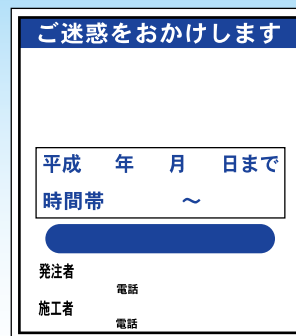 ご迷惑をおかけします
平成 年 月 日まで
時間帯 ～
発注者
電話
施工者
電話